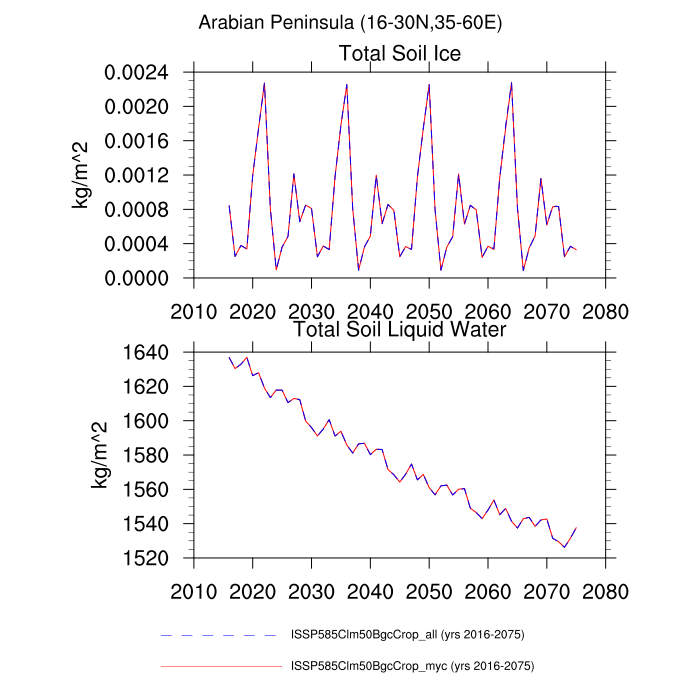 Arabian Peninsula (16-30N,35-60E)
Total Soil Ice
0.0024
0.0020
0.0016
0.0012
0.0008
0.0004
0.0000
kg/m^2
2010 2020 2030 2040 2050 2060 2070 2080
Total Soil Liquid Water
1640
1620
1600
1580
1560
1540
1520
kg/m^2
2010 2020 2030 2040 2050 2060 2070 2080
ISSP585Clm50BgcCrop_all (yrs 2016-2075)
ISSP585Clm50BgcCrop_myc (yrs 2016-2075)